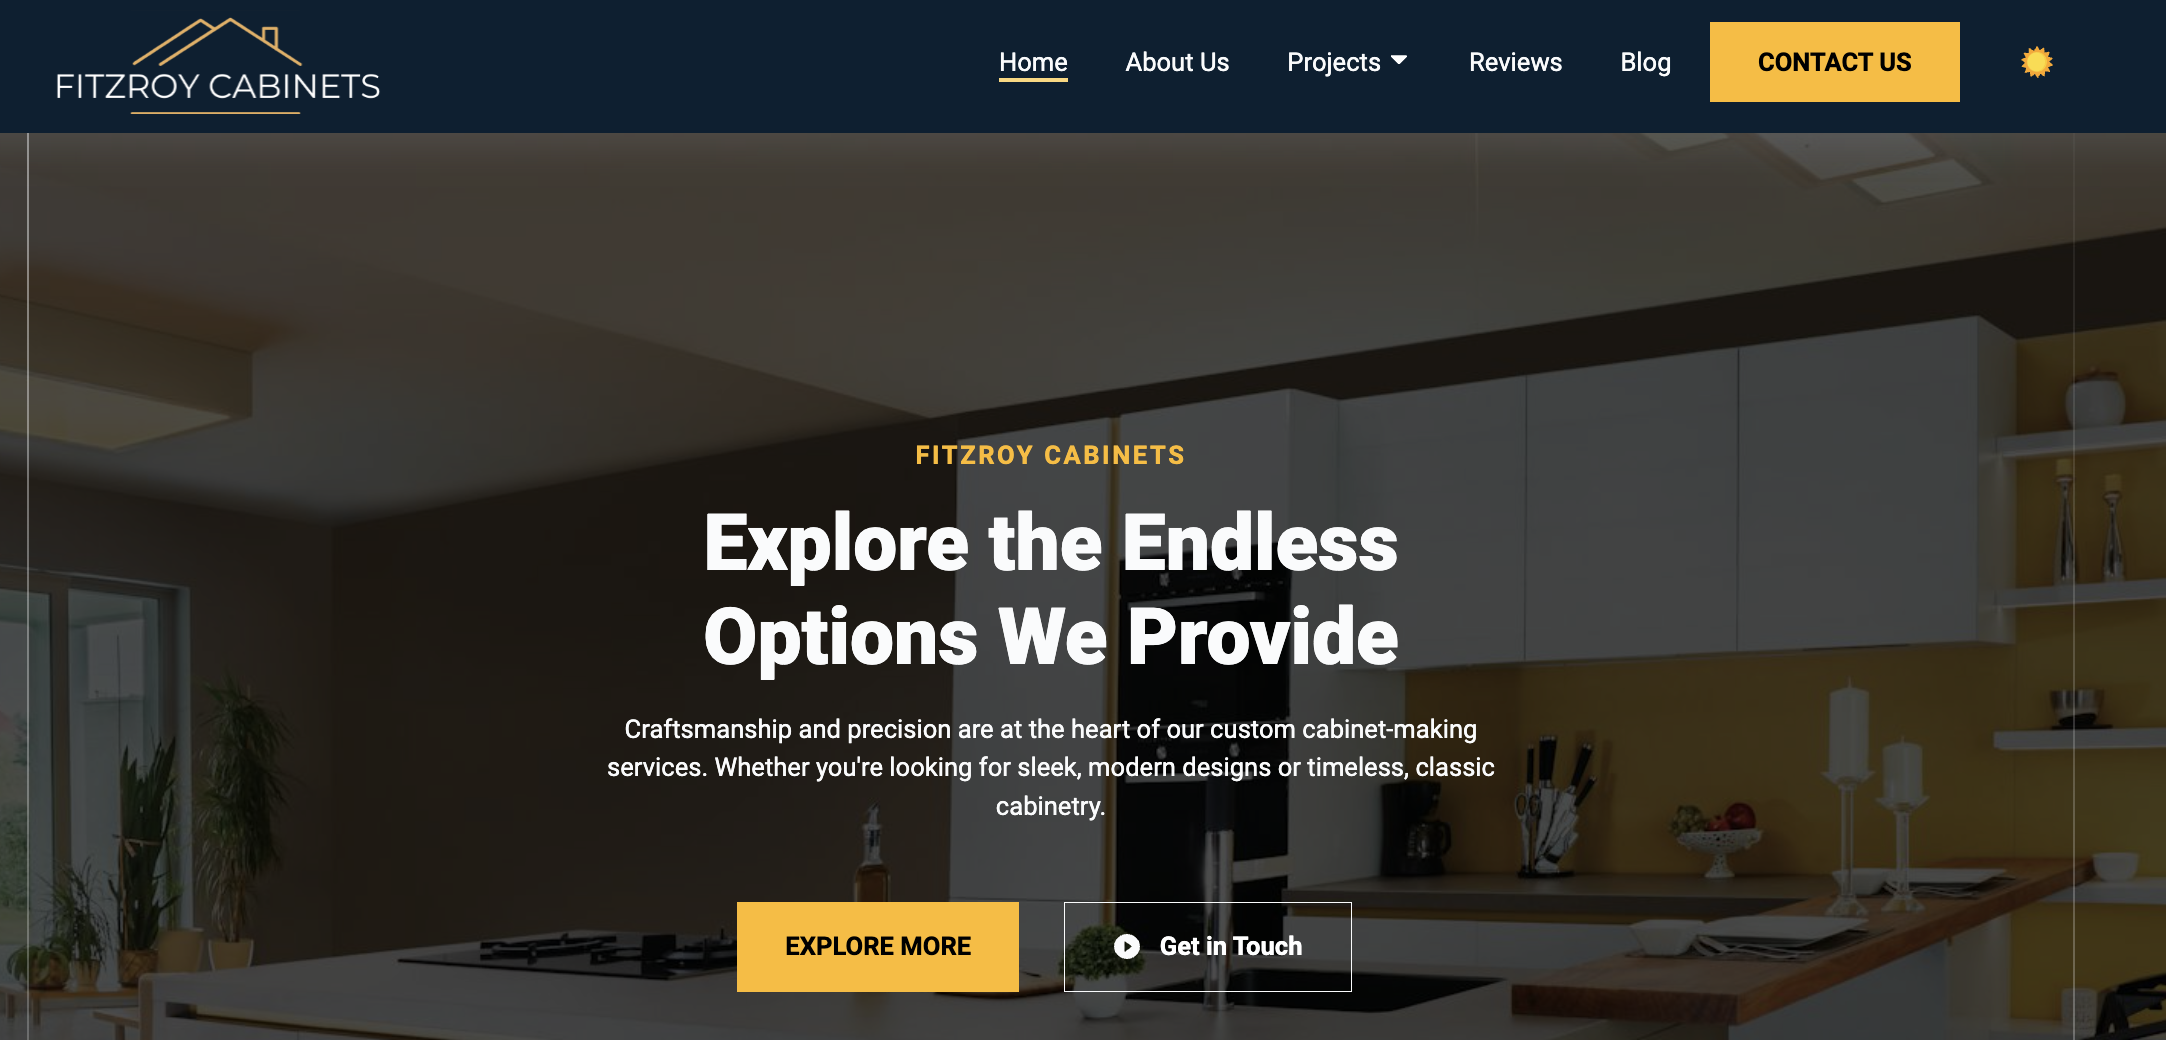 FITZROY CABINETS
Home
About Us
Projects
Reviews
Blog
CONTACT US
FITZROY CABINETS
Explore the Endless
Options We Provide
Craftsmanship and precision are at the heart of our custom cabinet-making
services. Whether you're looking for sleek, modern designs or timeless, classic
cabinetry.
EXPLORE MORE
Get in Touch